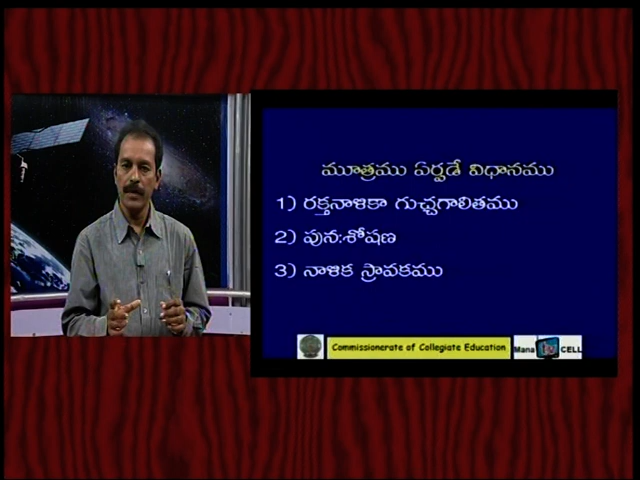 మూత్రము ఏర్పడే విధానము
1) రక్తనాళికా గుచ్ఛగాలితము
2) పున:శోషణ
3) నాళిక స్రావకము
Commissionerate of Collegiate Education
Mana tv CELL